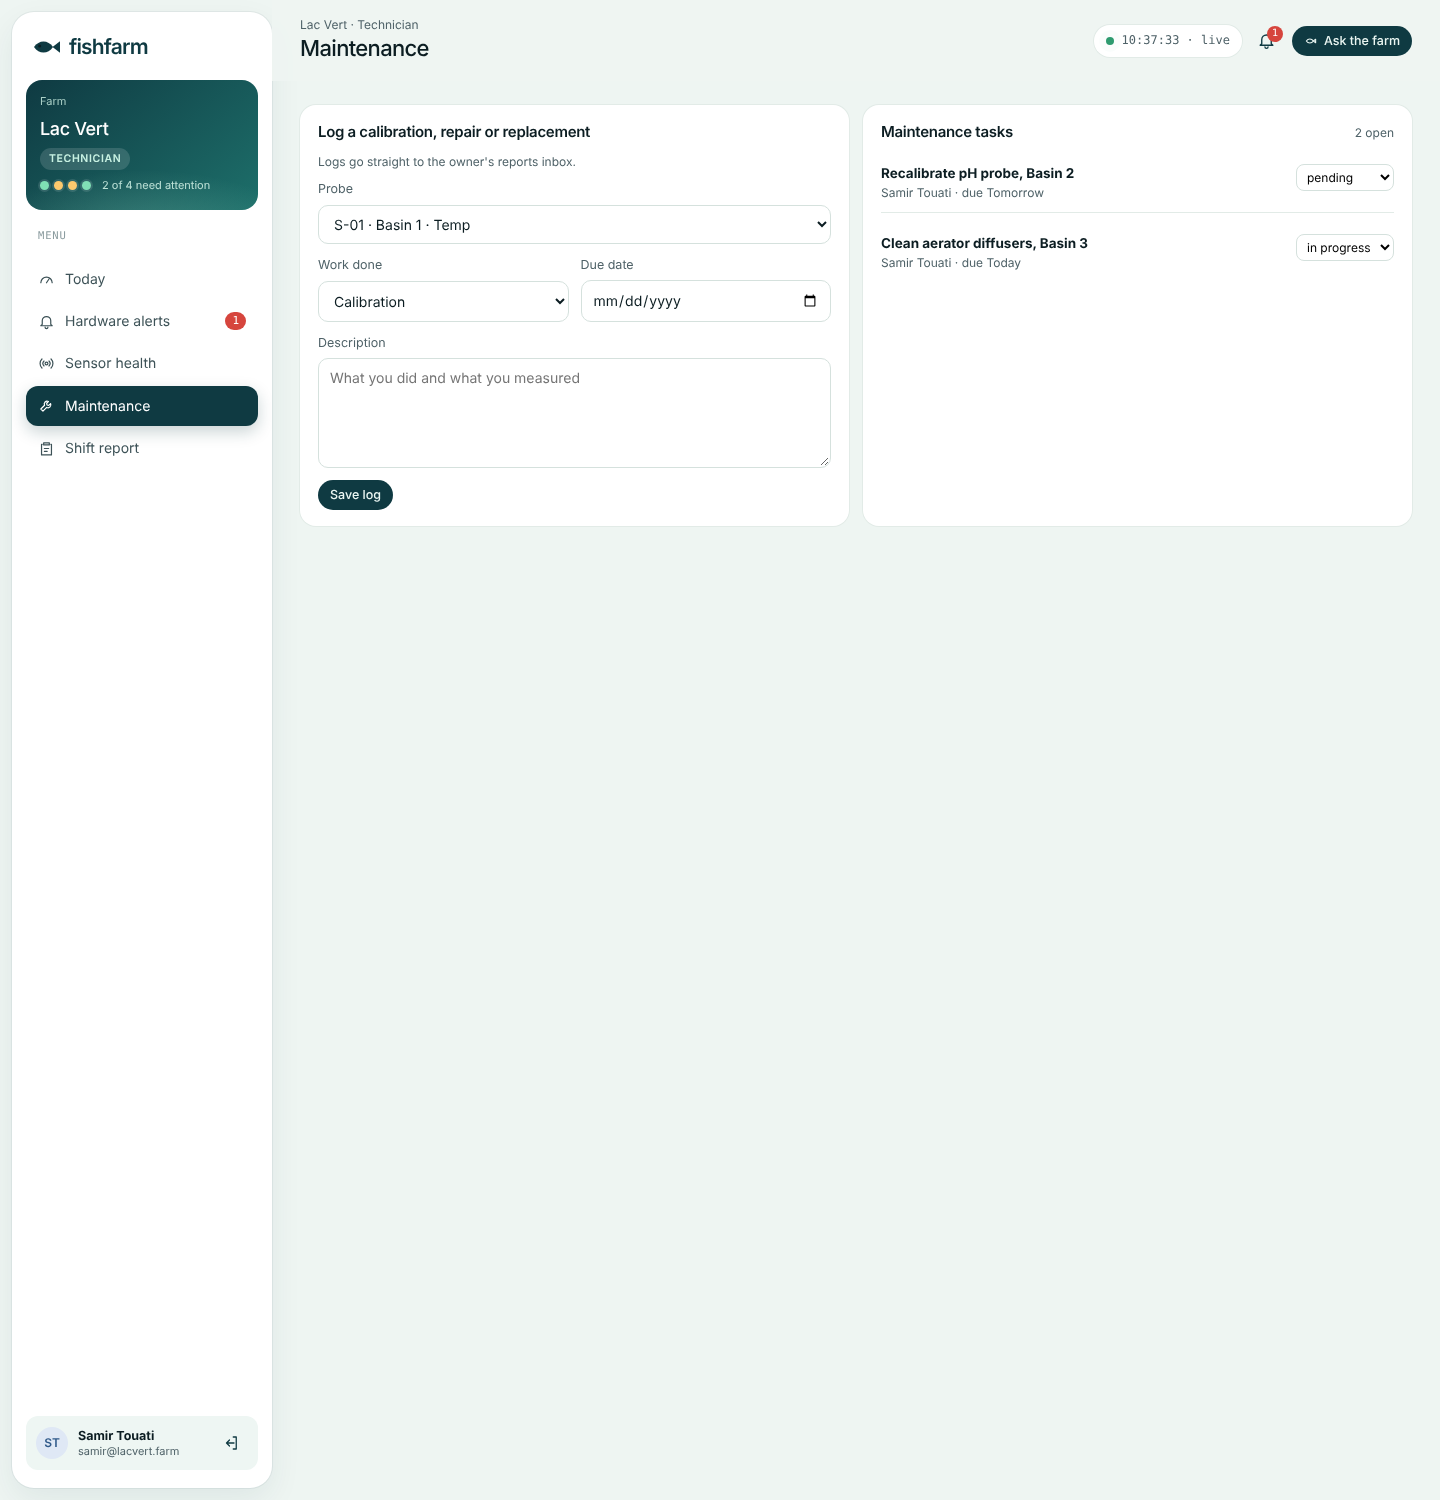 fishfarm
Farm
Lac Vert
TECHNICIAN
2 of 4 need attention
MENU
Today
Hardware alerts 1
Sensor health
Maintenance
Shift report
ST
Samir Touati
samir@lacvert.farm
Lac Vert · Technician
Maintenance
10:37:33 · live
1
Ask the farm
Log a calibration, repair or replacement
Logs go straight to the owner's reports inbox.
Probe
S-01 · Basin 1 · Temp
Work done Due date
Calibration mm/dd/yyyy
Description
What you did and what you measured
Save log
Maintenance tasks 2 open
Recalibrate pH probe, Basin 2 pending
Samir Touati · due Tomorrow
Clean aerator diffusers, Basin 3 in progress
Samir Touati · due Today